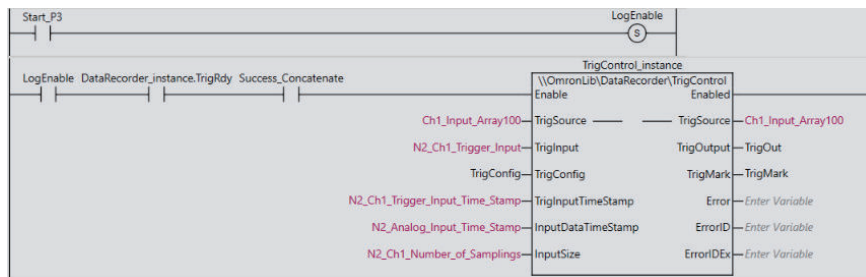 Start_P3 LogEnable
S
TrigControl_instance
LogEnable DataRecorder_instance.TrigRdy Success_Concatenate \\OmronLib\DataRecorder\TrigControl
Enable Enabled
Ch1_Input_Array100 TrigSource TrigSource Ch1_Input_Array100
N2_Ch1_Trigger_Input TrigInput TrigOutput TrigOut
TrigConfig TrigConfig TrigMark TrigMark
N2_Ch1_Trigger_Input_Time_Stamp TrigInputTimeStamp Error Enter Variable
N2_Analog_Input_Time_Stamp InputDataTimeStamp ErrorID Enter Variable
N2_Ch1_Number_of_Samplings InputSize ErrorIDEx Enter Variable